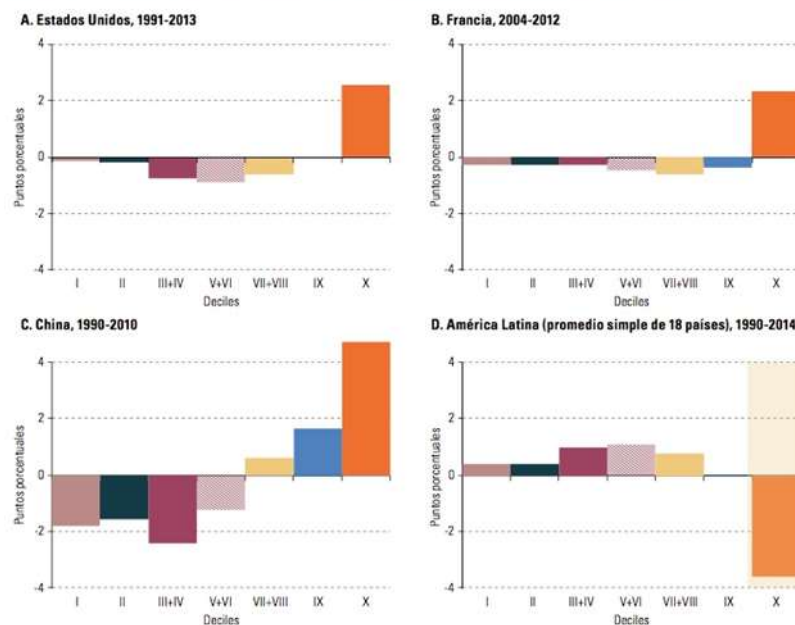 A. Estados Unidos, 1991-2013
4
2
0
-2
-4
Puntos porcentuales
I II III+IV V+VI VII+VIII IX X
Deciles
B. Francia, 2004-2012
4
2
0
-2
-4
Puntos porcentuales
I II III+IV V+VI VII+VIII IX X
Deciles
C. China, 1990-2010
4
2
0
-2
-4
Puntos porcentuales
I II III+IV V+VI VII+VIII IX X
Deciles
D. América Latina (promedio simple de 18 países), 1990-2014
4
2
0
-2
-4
Puntos porcentuales
I II III+IV V+VI VII+VIII IX X
Deciles